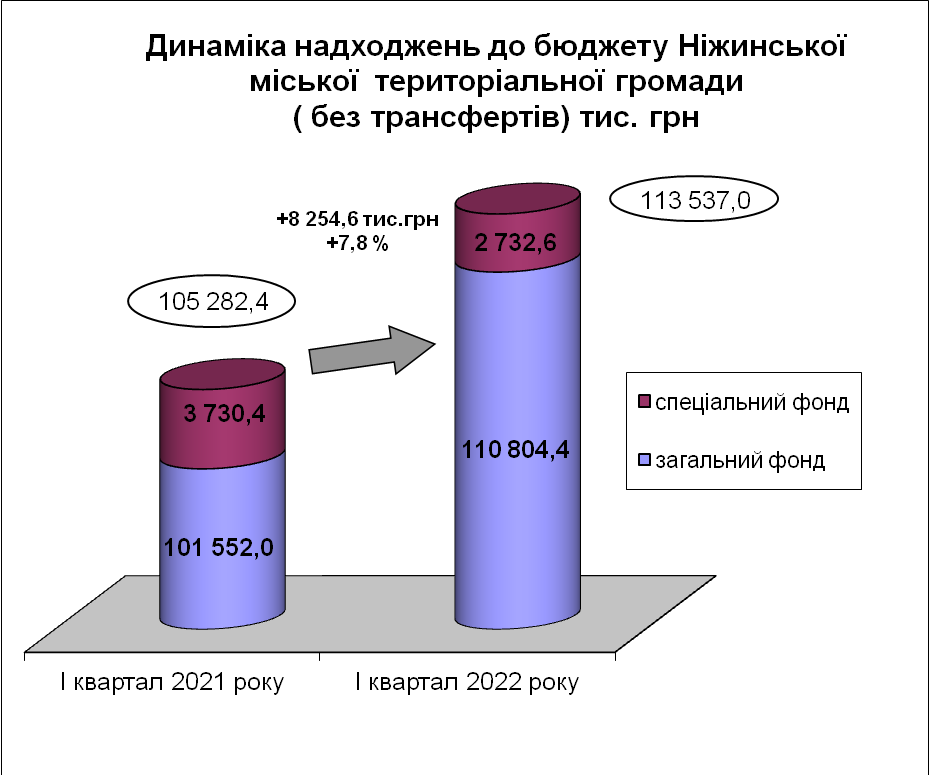 Динаміка надходжень до бюджету Ніжинської
міської територіальної громади
( без трансфертів) тис. грн
113 537,0
+8 254,6 тис.грн
+7,8 %
2 732,6
105 282,4
3 730,4
спеціальний фонд
110 804,4
загальний фонд
101 552,0
І квартал 2021 року
І квартал 2022 року